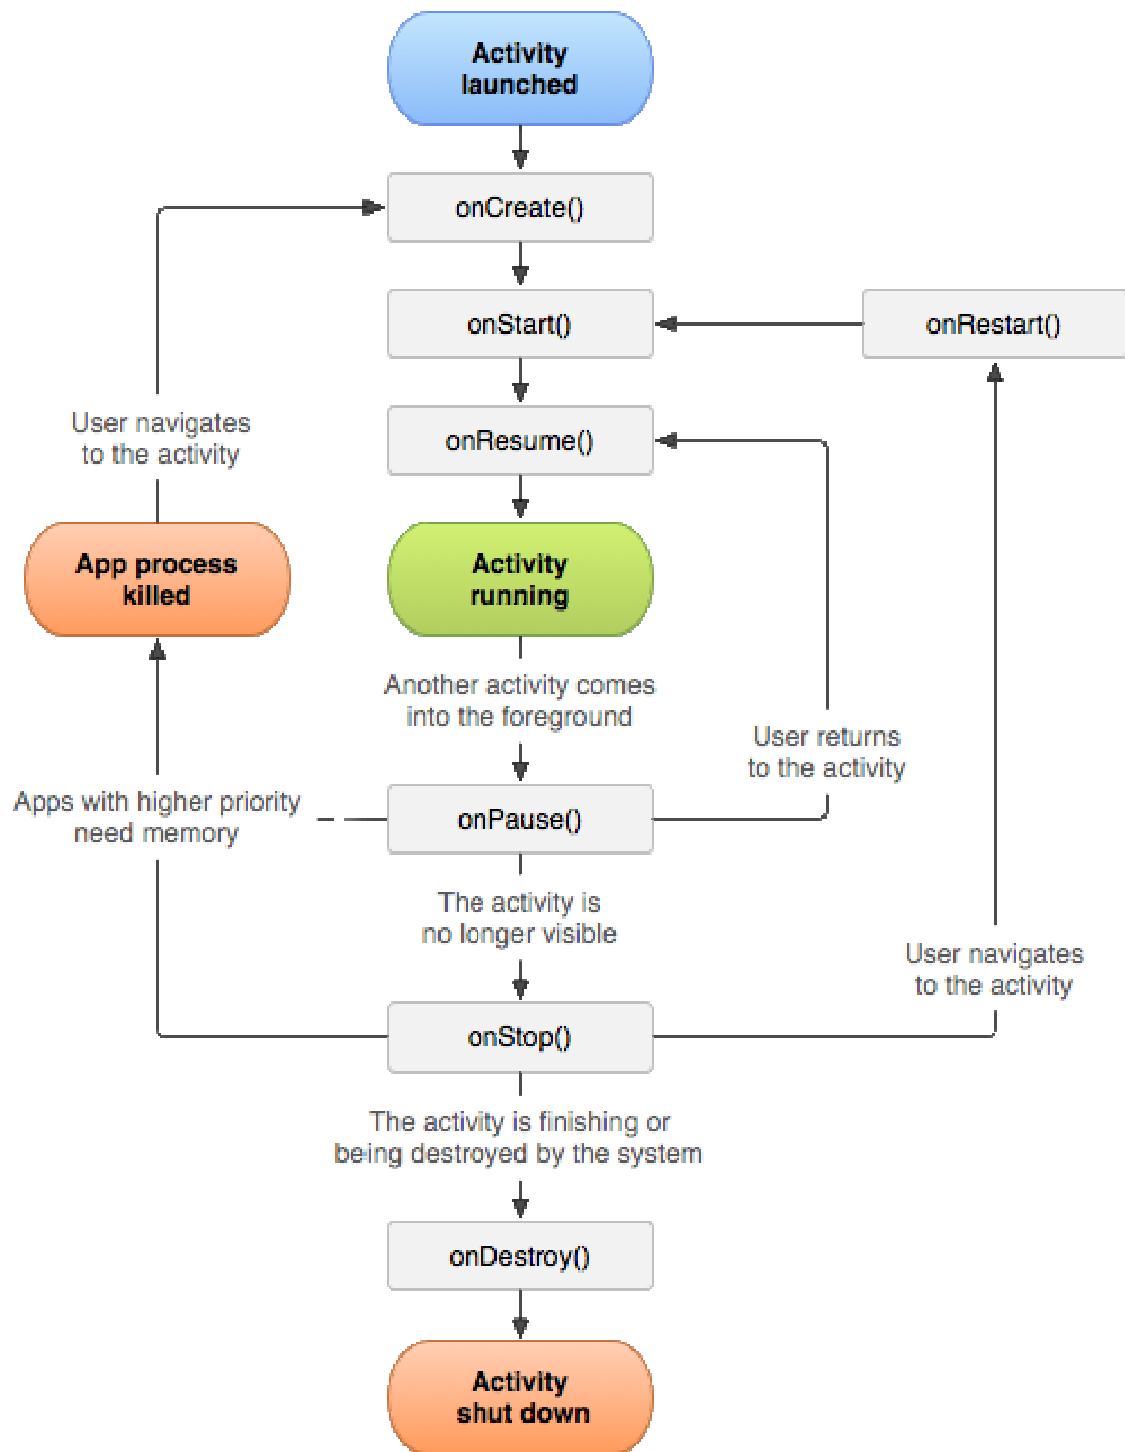 Activity
launched
onCreate()
onStart()
onRestart()
onResume()
User navigates
to the activity
App process
killed
Activity
running
Another activity comes
into the foreground
User returns
to the activity
Apps with higher priority
need memory
onPause()
The activity is
no longer visible
User navigates
to the activity
onStop()
The activity is finishing or
being destroyed by the system
onDestroy()
Activity
shut down